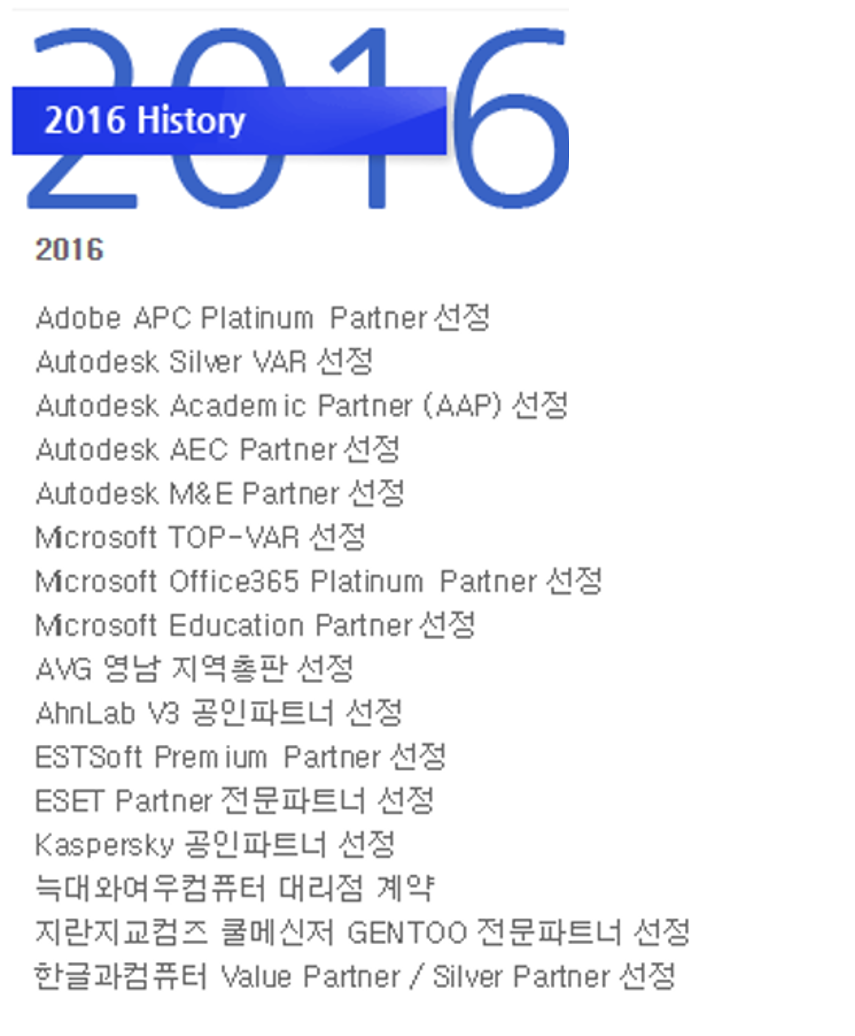 2016
2016 History
2016
Adobe APC Platinum Partner 선정
Autodesk Silver VAR 선정
Autodesk Academic Partner (AAP) 선정
Autodesk AEC Partner 선정
Autodesk M&E Partner 선정
Microsoft TOP-VAR 선정
Microsoft Office365 Platinum Partner 선정
Microsoft Education Partner 선정
AVG 영남 지역총판 선정
AhnLab V3 공인파트너 선정
ESTSoft Premium Partner 선정
ESET Partner 전문파트너 선정
Kaspersky 공인파트너 선정
늑대와여우컴퓨터 대리점 계약
지란지교컴즈 쿨메신저 GENTOO 전문파트너 선정
한글과컴퓨터 Value Partner / Silver Partner 선정